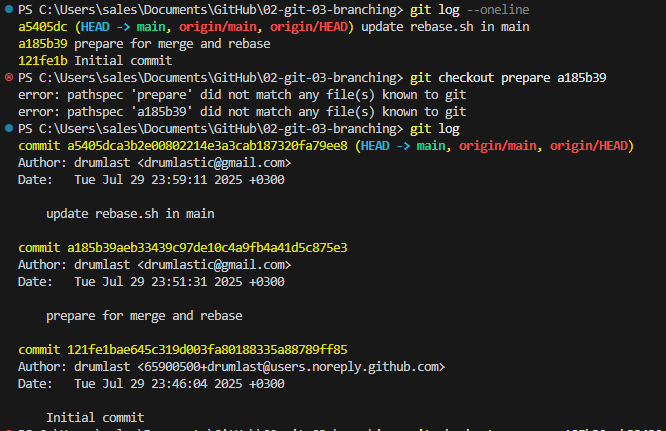 PS C:\Users\sales\Documents\GitHub\02-git-03-branching> git log --oneline
a5405dc (HEAD -> main, origin/main, origin/HEAD) update rebase.sh in main
a185b39 prepare for merge and rebase
121fe1b Initial commit
PS C:\Users\sales\Documents\GitHub\02-git-03-branching> git checkout prepare a185b39
error: pathspec 'prepare' did not match any file(s) known to git
error: pathspec 'a185b39' did not match any file(s) known to git
PS C:\Users\sales\Documents\GitHub\02-git-03-branching> git log
commit a5405dca3b2e00802214e3a3cab187320fa79ee8 (HEAD -> main, origin/main, origin/HEAD)
Author: drumlast <drumlastic@gmail.com>
Date:   Tue Jul 29 23:59:11 2025 +0300
update rebase.sh in main
commit a185b39aeb33439c97de10c4a9fb4a41d5c875e3
Author: drumlast <drumlastic@gmail.com>
Date:   Tue Jul 29 23:51:31 2025 +0300
prepare for merge and rebase
commit 121fe1bae645c319d003fa80188335a88789ff85
Author: drumlast <65900500+drumlast@users.noreply.github.com>
Date:   Tue Jul 29 23:46:04 2025 +0300
Initial commit